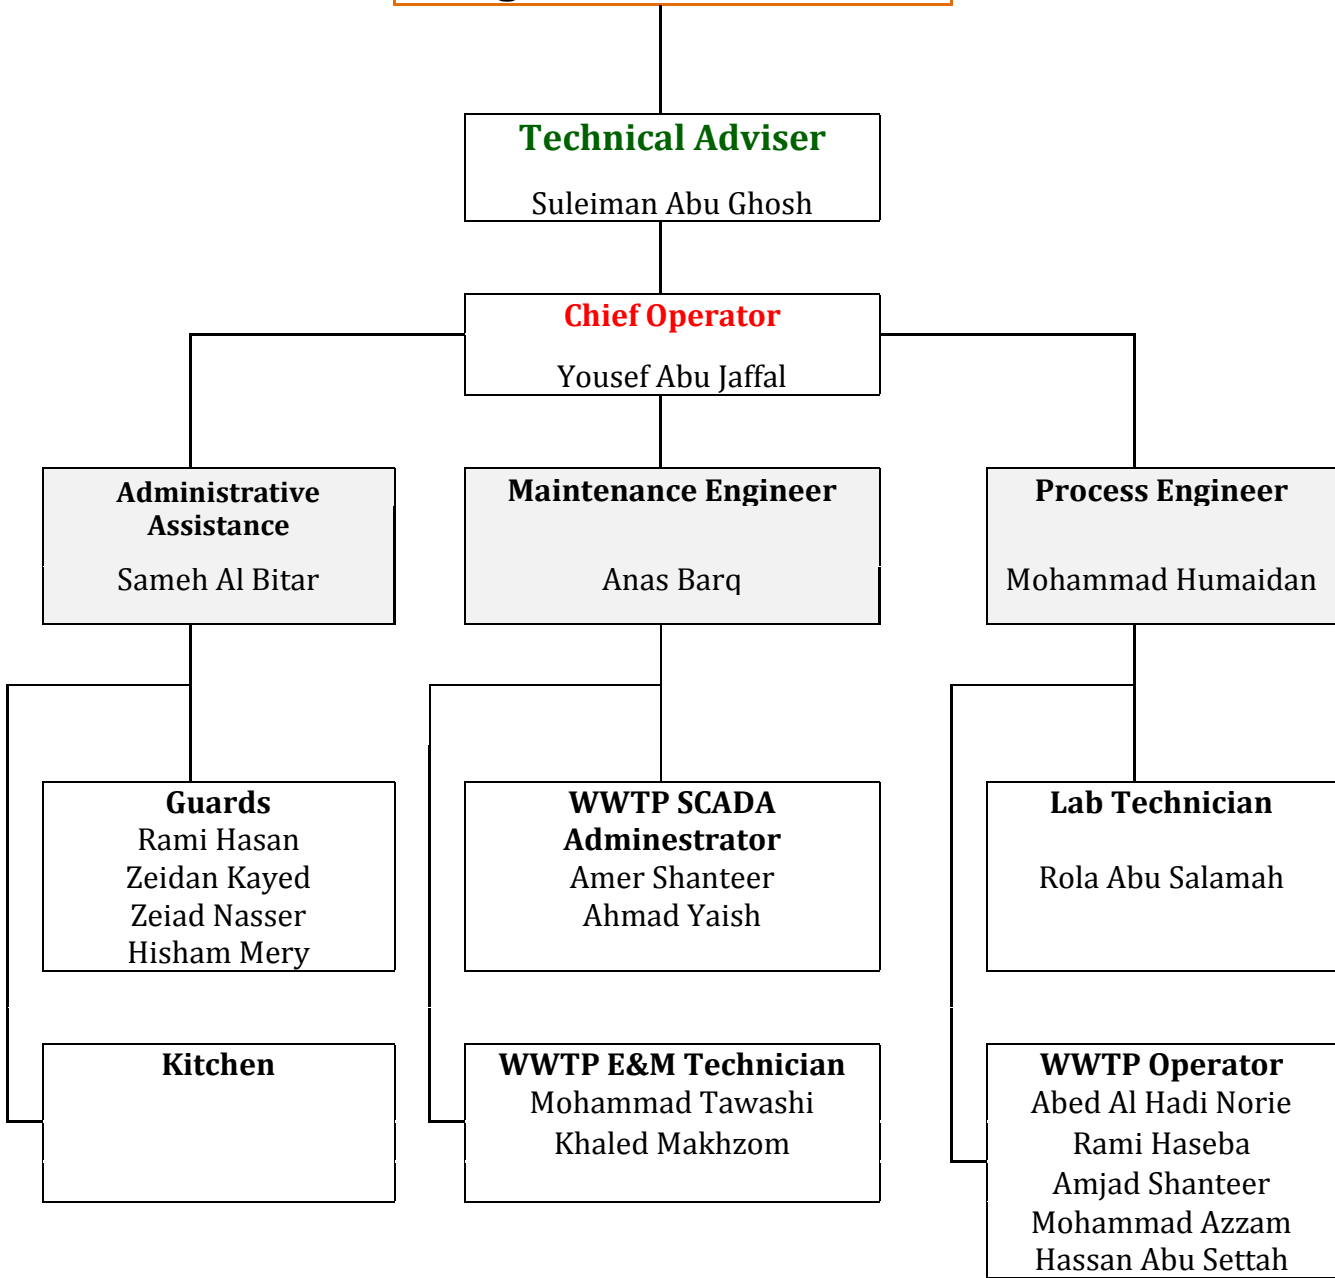 Technical Adviser
Suleiman Abu Ghosh
Chief Operator
Yousef Abu Jaffal
Administrative
Assistance
Sameh Al Bitar
Maintenance Engineer
Anas Barq
Process Engineer
Mohammad Humaidan
Guards
Rami Hasan
Zeidan Kayed
Zeiad Nasser
Hisham Mery
WWTP SCADA
Adminestrator
Amer Shanteer
Ahmad Yaish
Lab Technician
Rola Abu Salamah
Kitchen
WWTP E&M Technician
Mohammad Tawashi
Khaled Makhzom
WWTP Operator
Abed Al Hadi Norie
Rami Haseba
Amjad Shanteer
Mohammad Azzam
Hassan Abu Settah